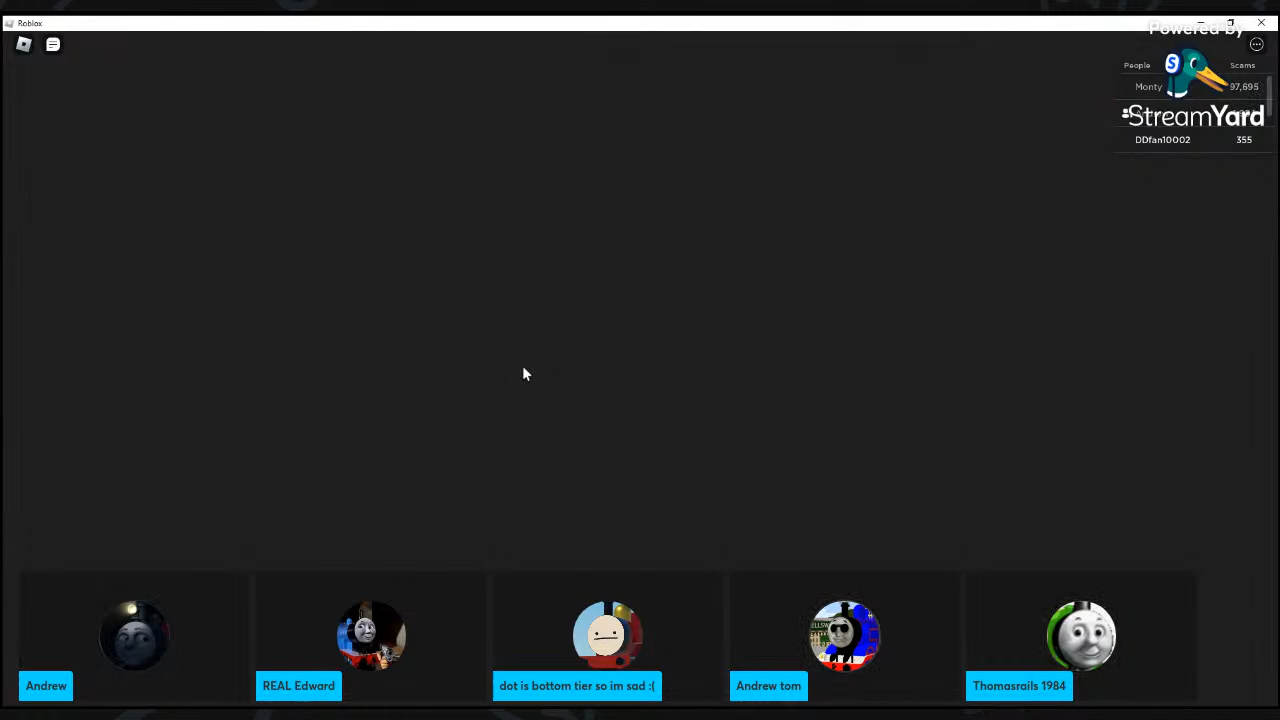 Roblox
Powered by
People Scams
Monty 97,695
StreamYard
DDfan10002 355
Andrew
REAL Edward
dot is bottom tier so im sad :(
Andrew tom
Thomasrails 1984